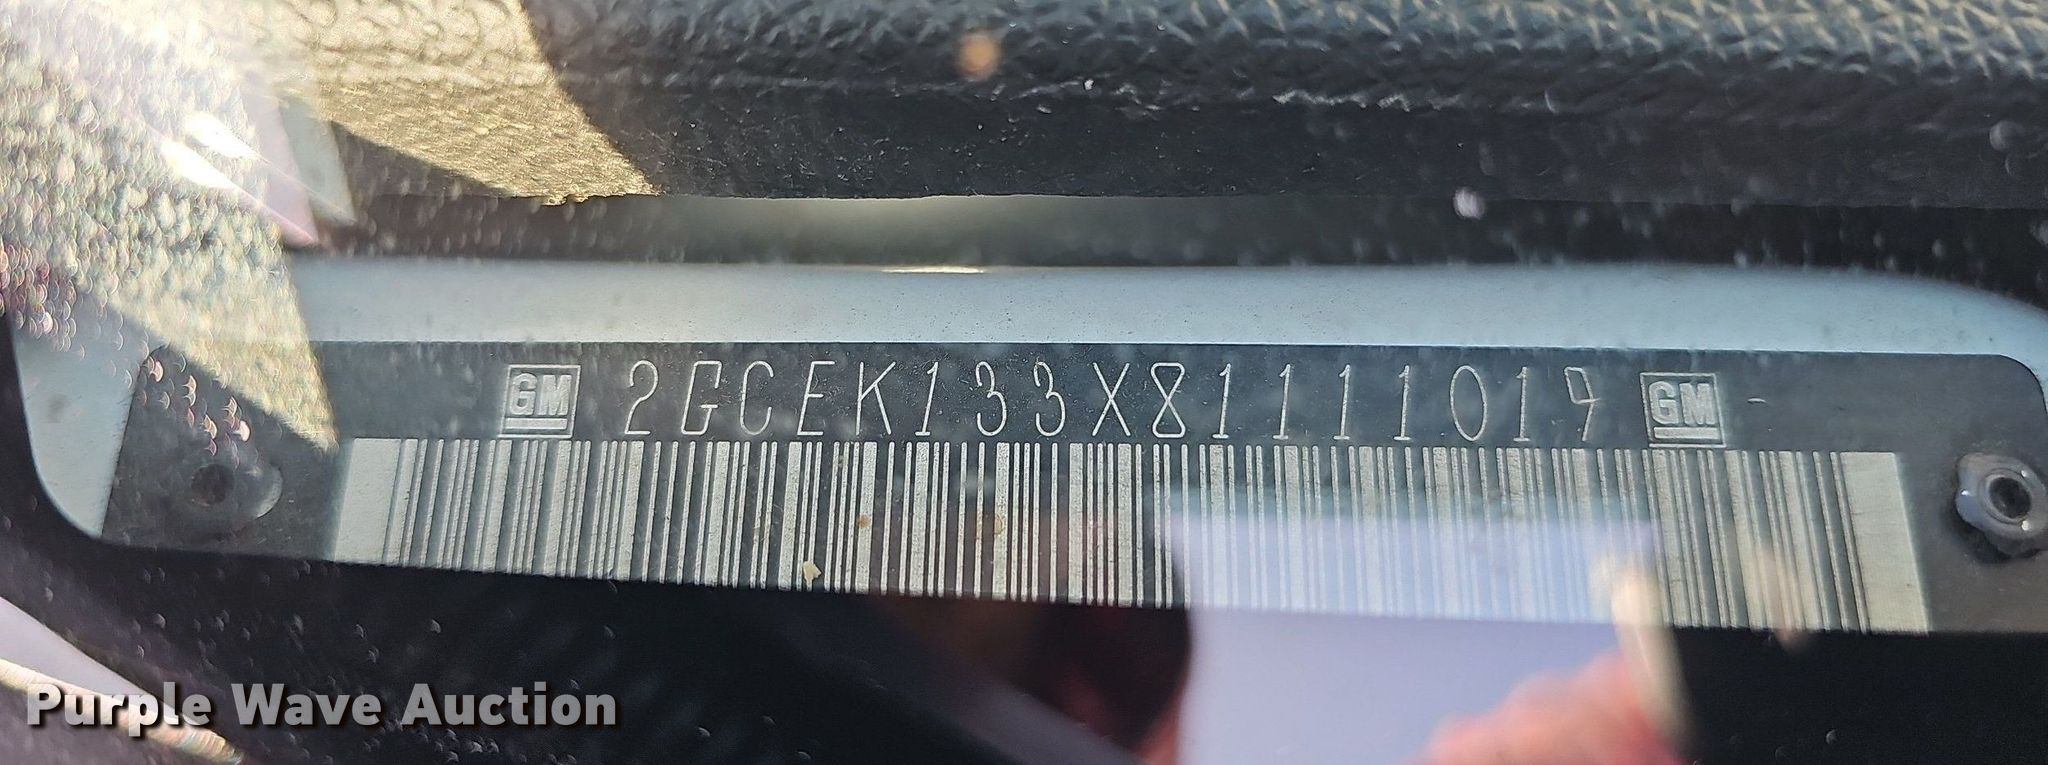 GM 2GCEK133X81111019 GM
Purple Wave Auction